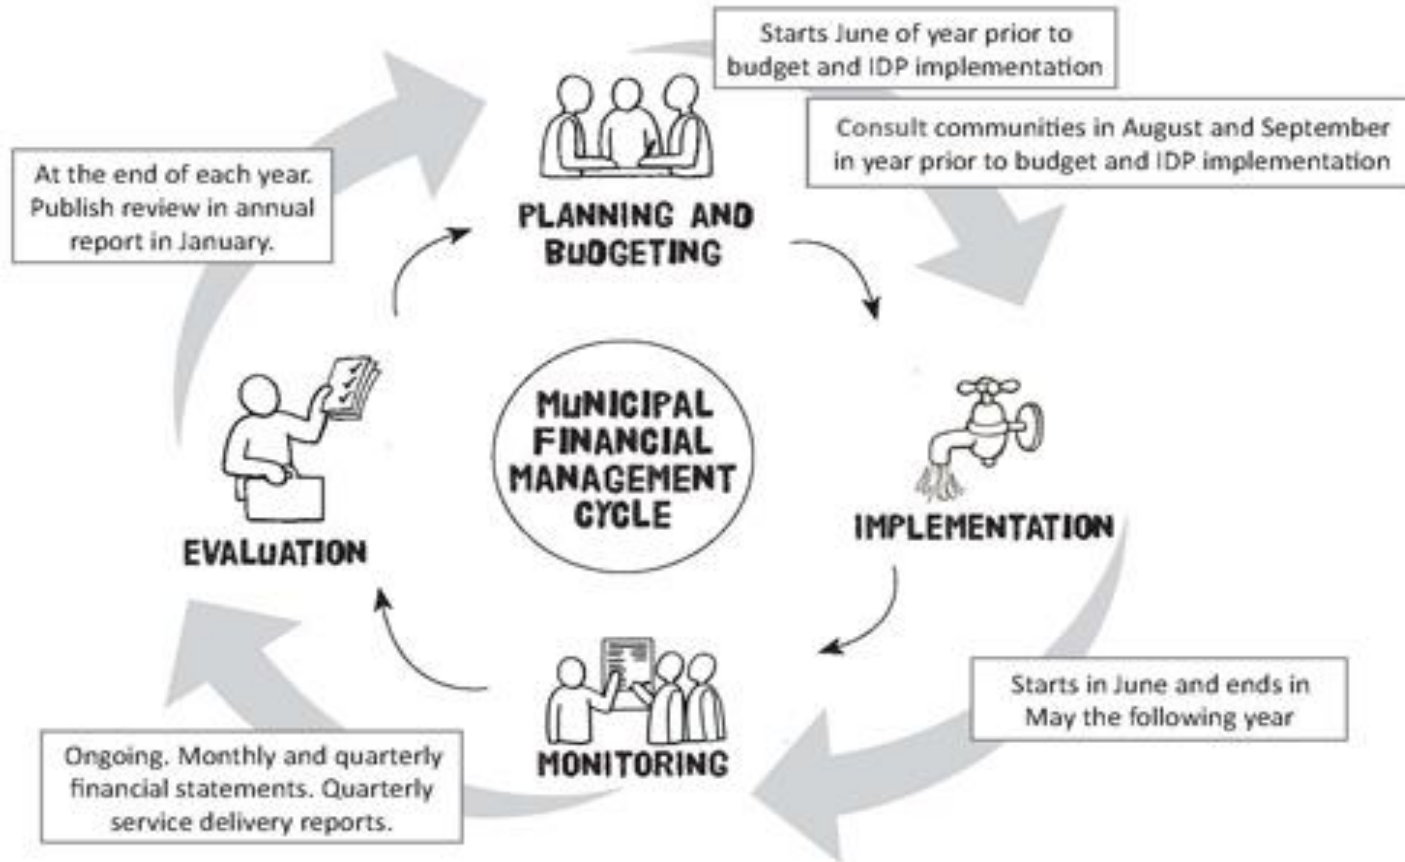 Starts June of year prior to
budget and IDP implementation
Consult communities in August and September
in year prior to budget and IDP implementation
At the end of each year.
Publish review in annual
report in January.
PLANNING AND
BUDGETING
MUNICIPAL
FINANCIAL
MANAGEMENT
CYCLE
EVALUATION
IMPLEMENTATION
MONITORING
Starts in June and ends in
May the following year
Ongoing. Monthly and quarterly
financial statements. Quarterly
service delivery reports.